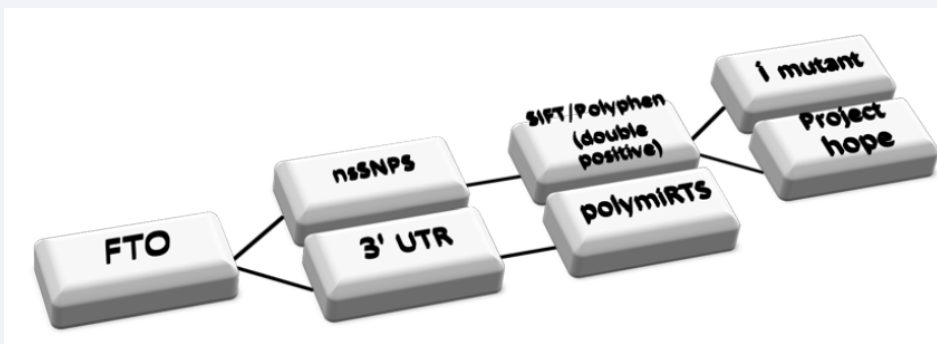 FTO
nsSNPS
3' UTR
SIFT/Polyphen
(double
positive)
polymiRTS
i mutant
Project
hope